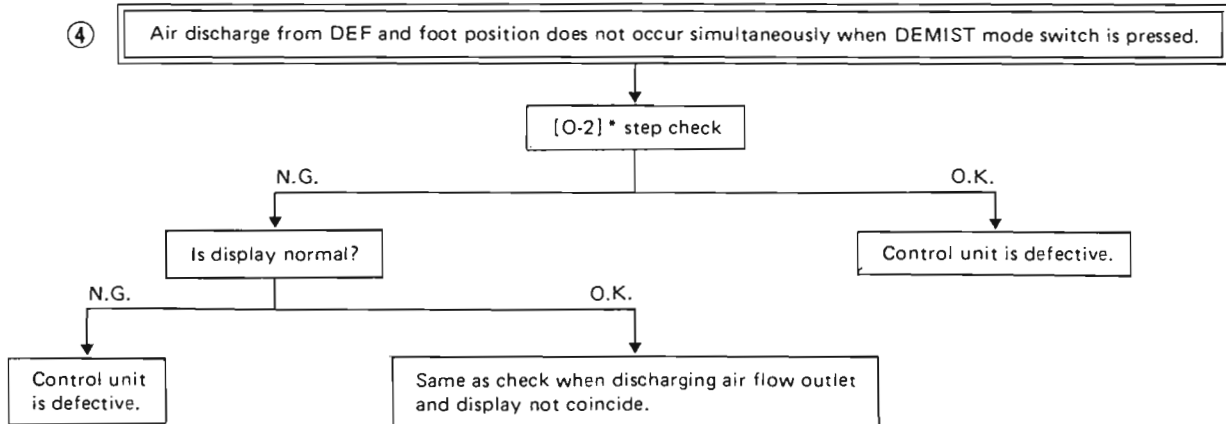 ④ Air discharge from DEF and foot position does not occur simultaneously when DEMIST mode switch is pressed.
[O-2]* step check
N.G.
O.K.
Is display normal?
Control unit is defective.
N.G.
O.K.
Control unit
is defective.
Same as check when discharging air flow outlet
and display not coincide.